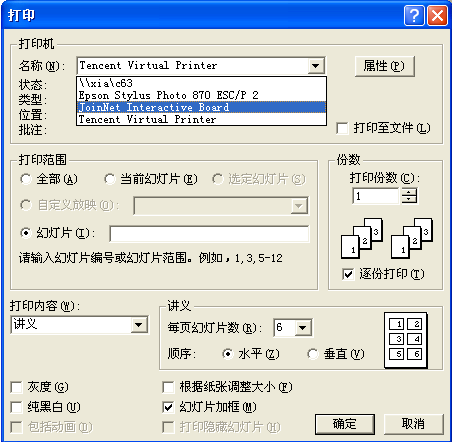 打印
打印机
名称(N): Tencent Virtual Printer 属性(P)
状态: \\xia\c63
类型: Epson Stylus Photo 870 ESC/P 2
位置: JoinNet Interactive Board
批注: Tencent Virtual Printer 打印至文件(L)
打印范围 份数
全部(A) 当前幻灯片(E) 选定幻灯片(S) 打印份数(C):
自定义放映(O): 1
幻灯片(I):
请输入幻灯片编号或幻灯片范围。例如,1,3,5-12
1 2 3 1 2 3
逐份打印(T)
打印内容(W): 讲义
讲义 每页幻灯片数(R): 6
顺序: 水平(Z) 垂直(V)
1 2
3 4
5 6
灰度(G) 根据纸张调整大小(F)
纯黑白(U) 幻灯片加框(M)
包括动画(D) 打印隐藏幻灯片(H) 确定 取消